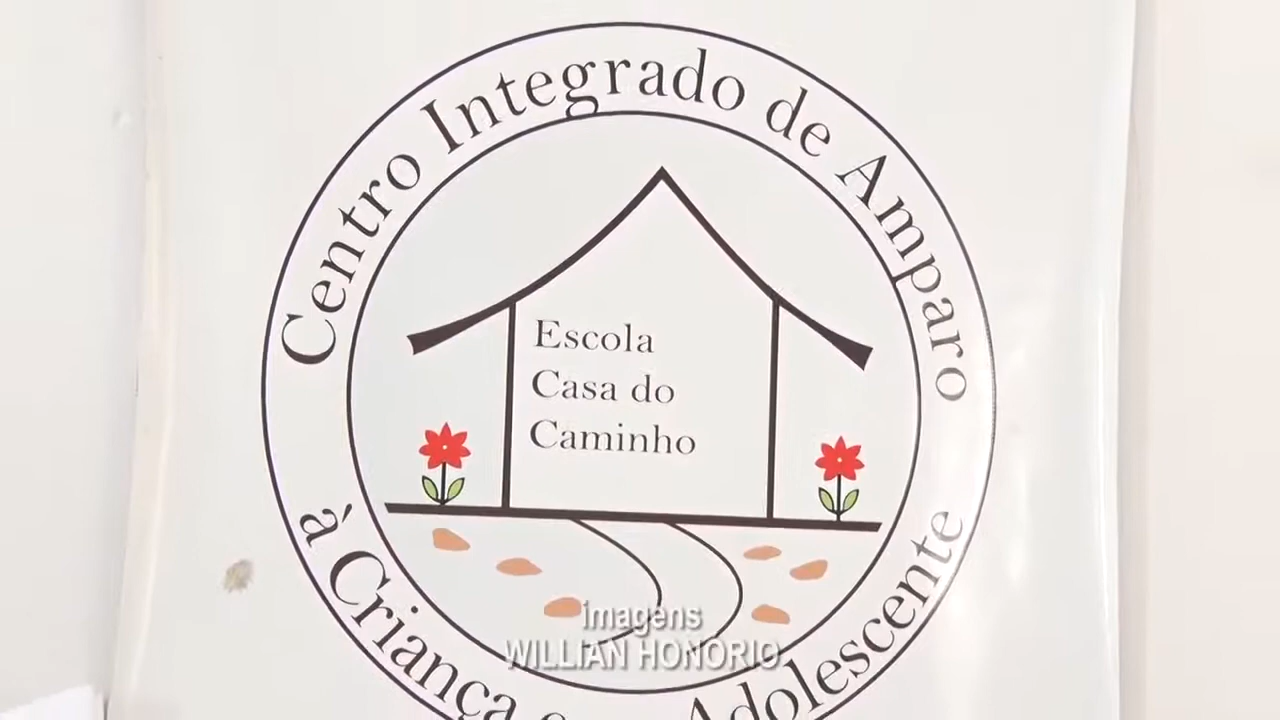 Centro Integrado de Amparo
à Criança
Adolescente
Escola
Casa do
Caminho
imagens
WILLIAN HONORIO